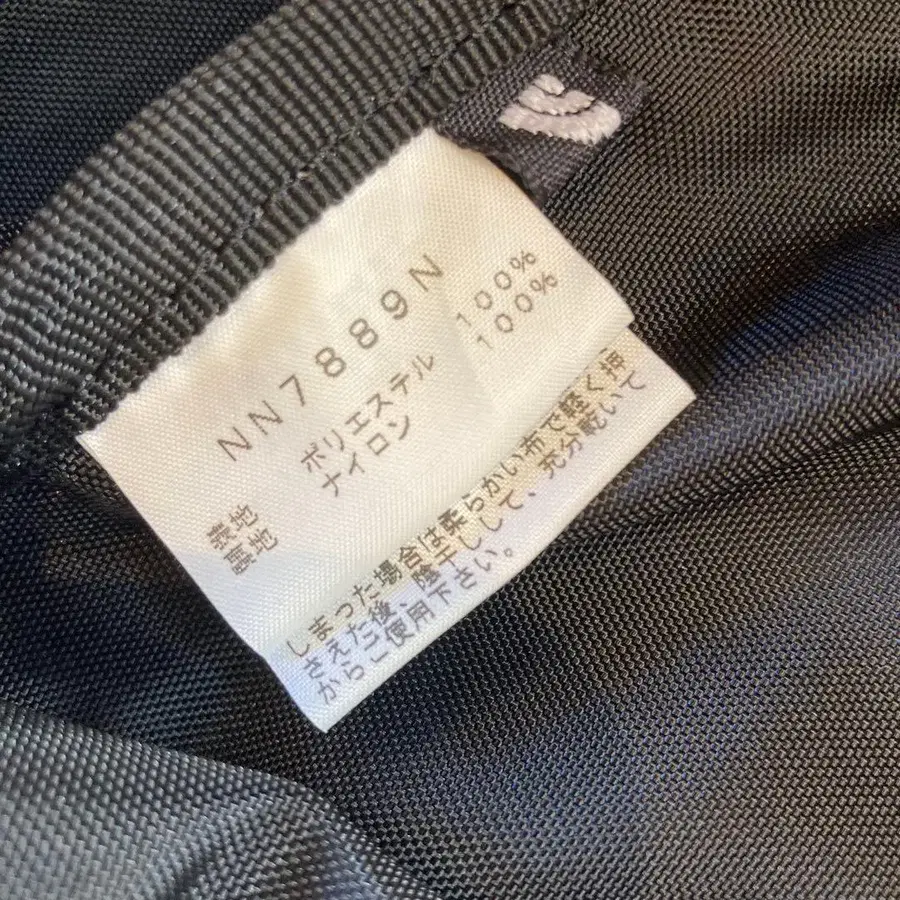 NN7889N
表地 ポリエステル 100%
裏地 ナイロン 100%
しまった場合は柔らかい布で軽く押
さえた後、陰干しして、充分乾いて
からご使用下さい。